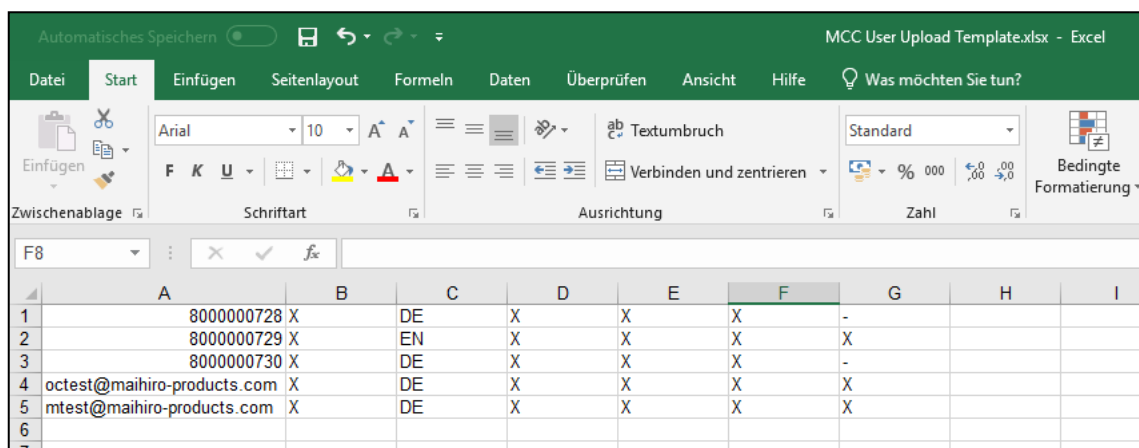 Automatisches Speichern MCC User Upload Template.xlsx - Excel
Datei Start Einfügen Seitenlayout Formeln Daten Überprüfen Ansicht Hilfe Was möchten Sie tun?
Arial 10 A A ab Textumbruch Standard
Einfügen F K U A Verbinden und zentrieren % 000 Bedingte Formatierung
Zwischenablage Schriftart Ausrichtung Zahl
F8 fx
A B C D E F G H I
1 8000000728 X DE X X X -
2 8000000729 X EN X X X X
3 8000000730 X DE X X X -
4 octest@maihiro-products.com X DE X X X X
5 mtest@maihiro-products.com X DE X X X X
6